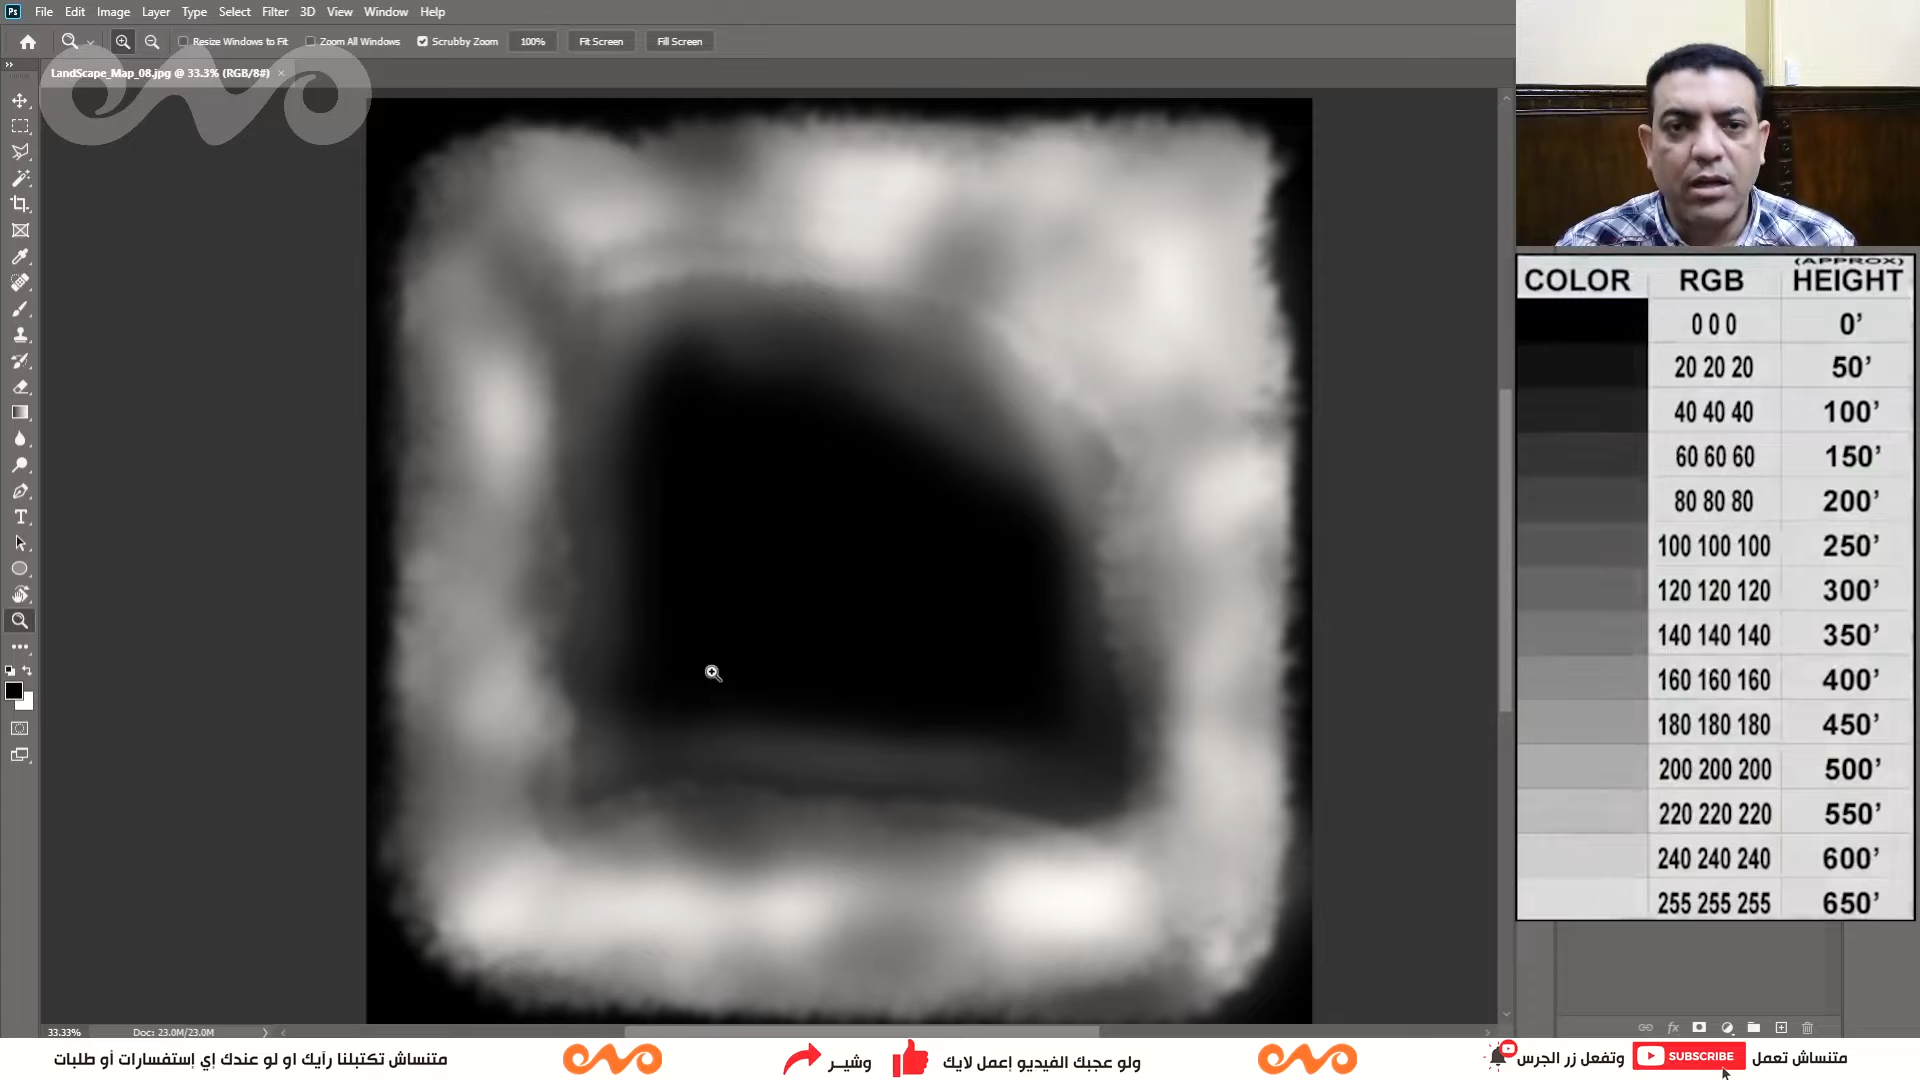 File Edit Image Layer Type Select Filter 3D View Window Help
Resize Windows to Fit Zoom All Windows Scrubby Zoom 100% Fit Screen Fill Screen
LandScape_Map_08.jpg @ 33.3% (RGB/8#) ×
(APPROX)
COLOR RGB HEIGHT
0 0 0 0’
20 20 20 50’
40 40 40 100’
60 60 60 150’
80 80 80 200’
100 100 100 250’
120 120 120 300’
140 140 140 350’
160 160 160 400’
180 180 180 450’
200 200 200 500’
220 220 220 550’
240 240 240 600’
255 255 255 650’
33.33% Doc: 23.0M/23.0M
متنساش تعمل SUBSCRIBE وتفعل زر الجرس
ولو عجبك الفيديو إعمل لايك وشير
متنساش تكتبلنا رأيك او لو عندك إي إستفسارات أو طلبات